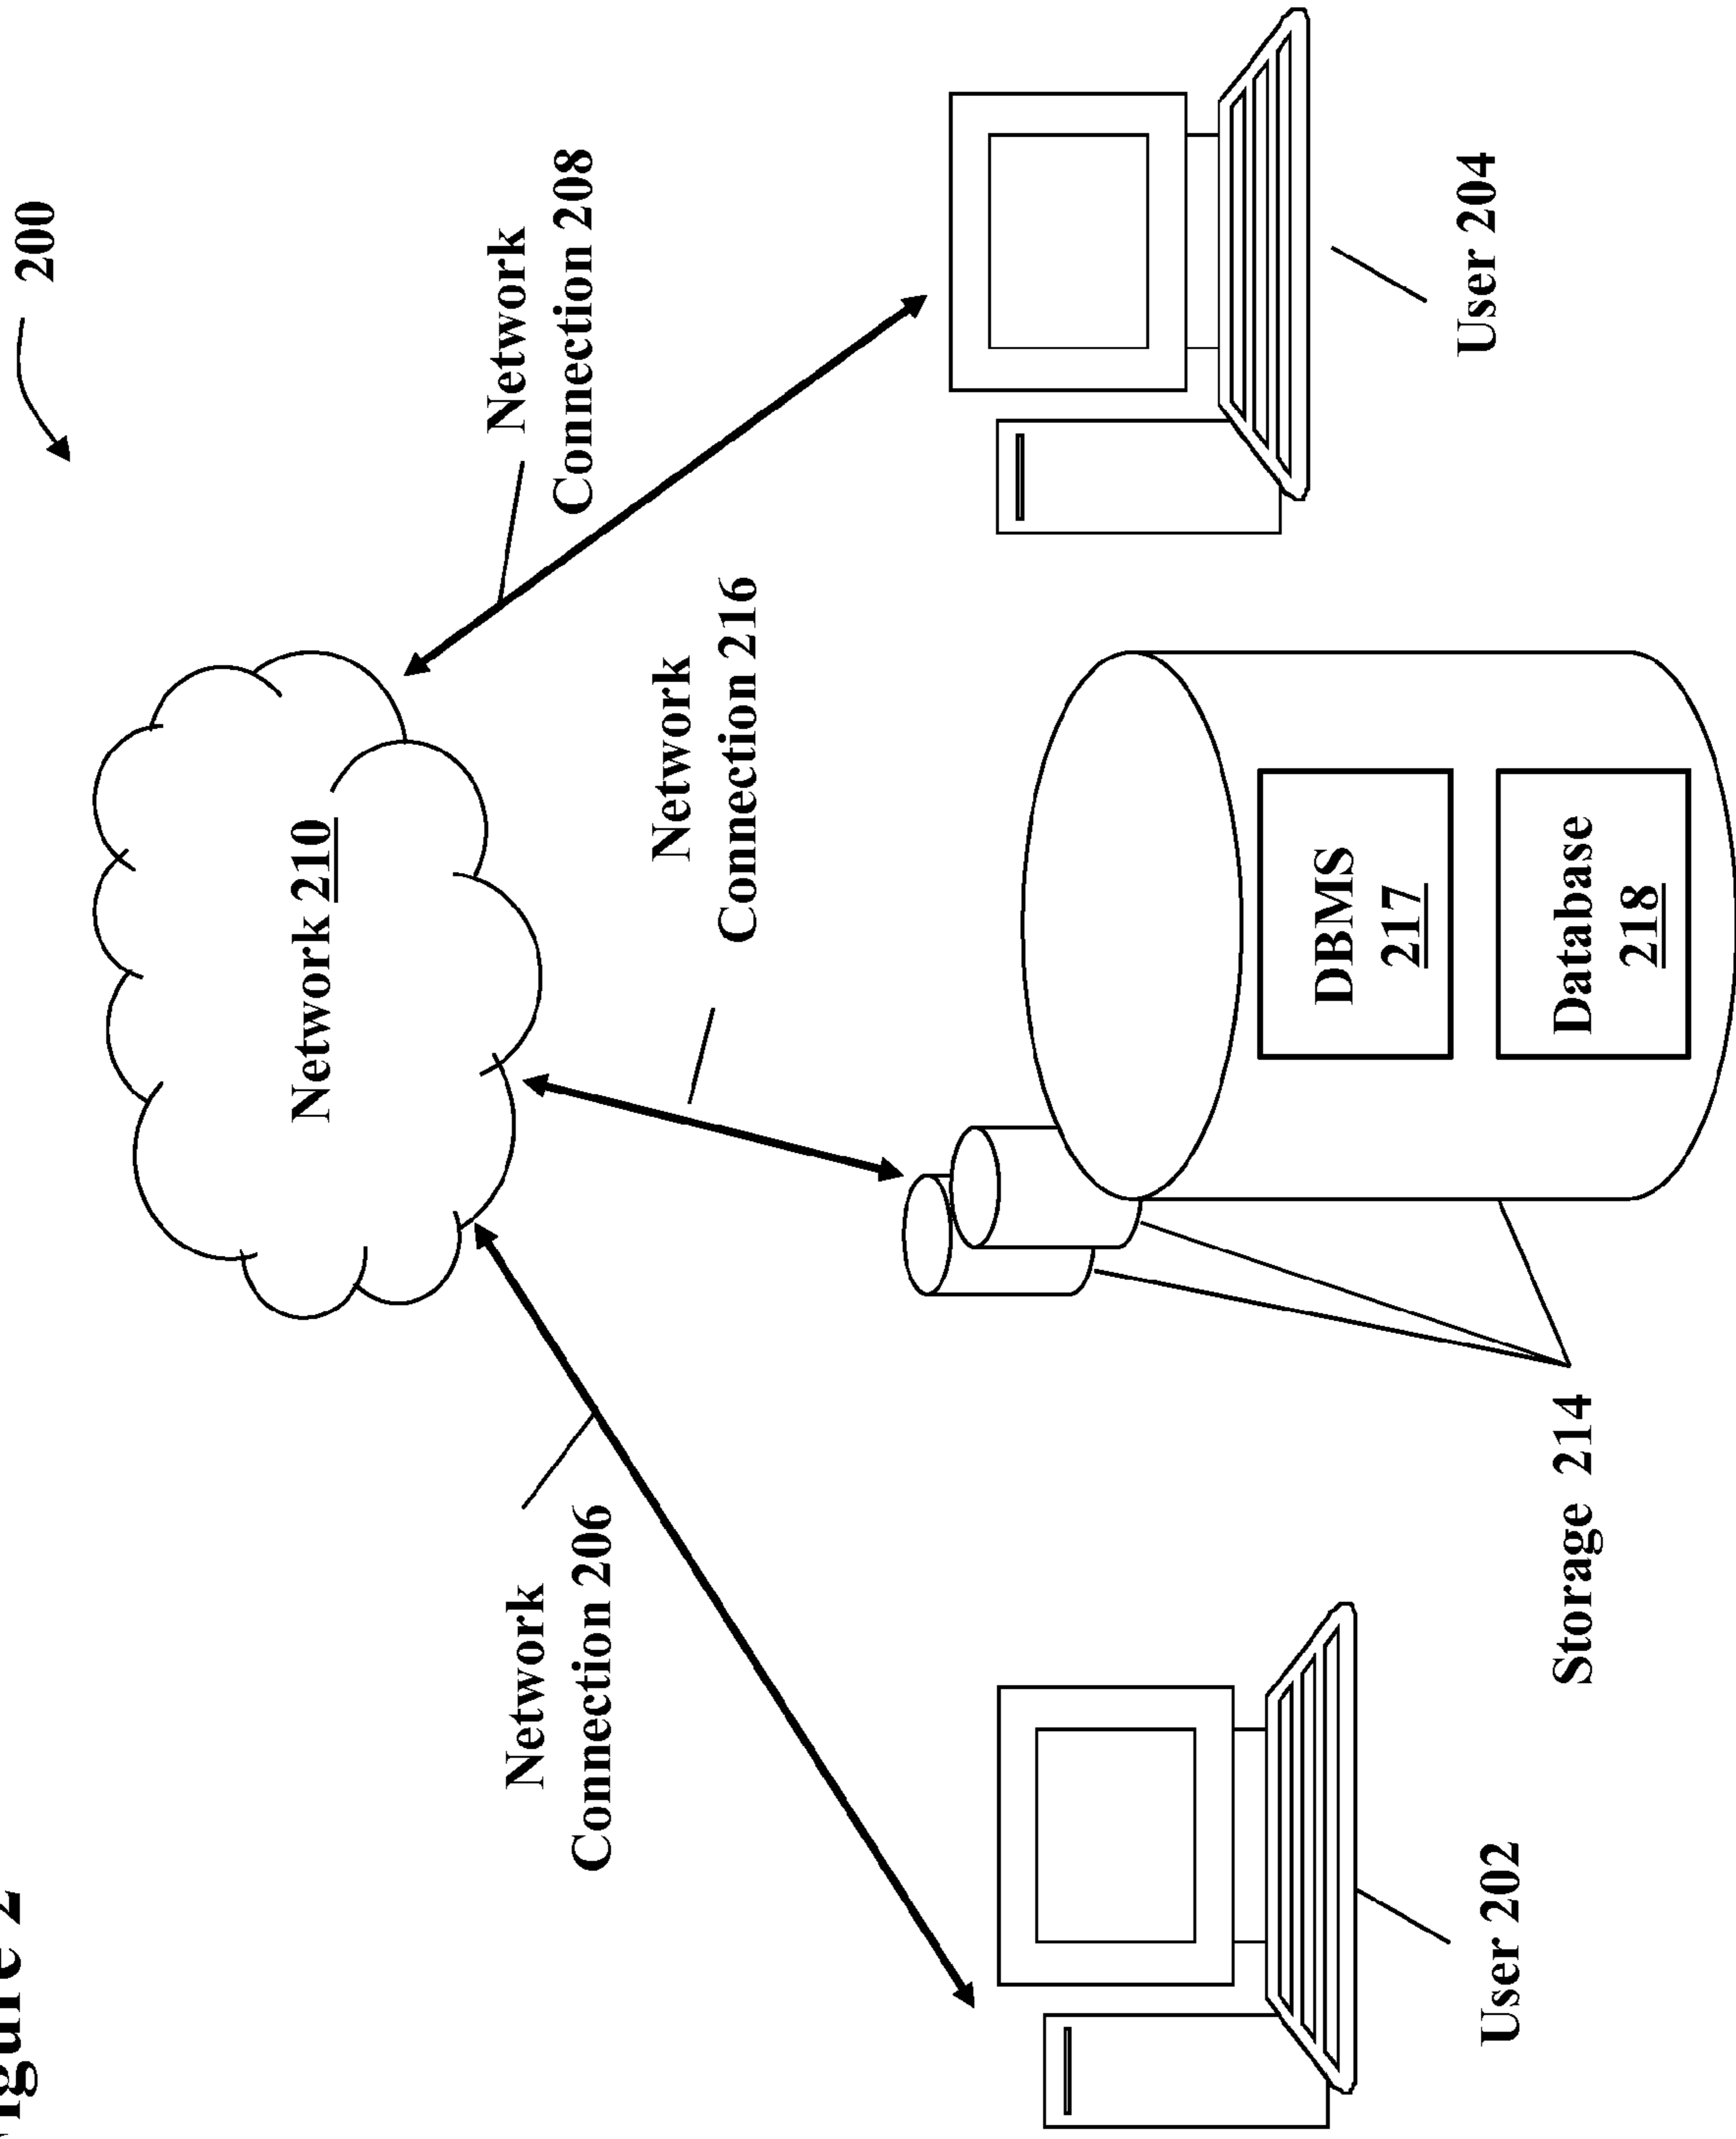 Figure 2
200
Network 210
Network
Connection 208
Network
Connection 216
Network
Connection 206
DBMS
217
Database
218
User 202
Storage 214
User 204